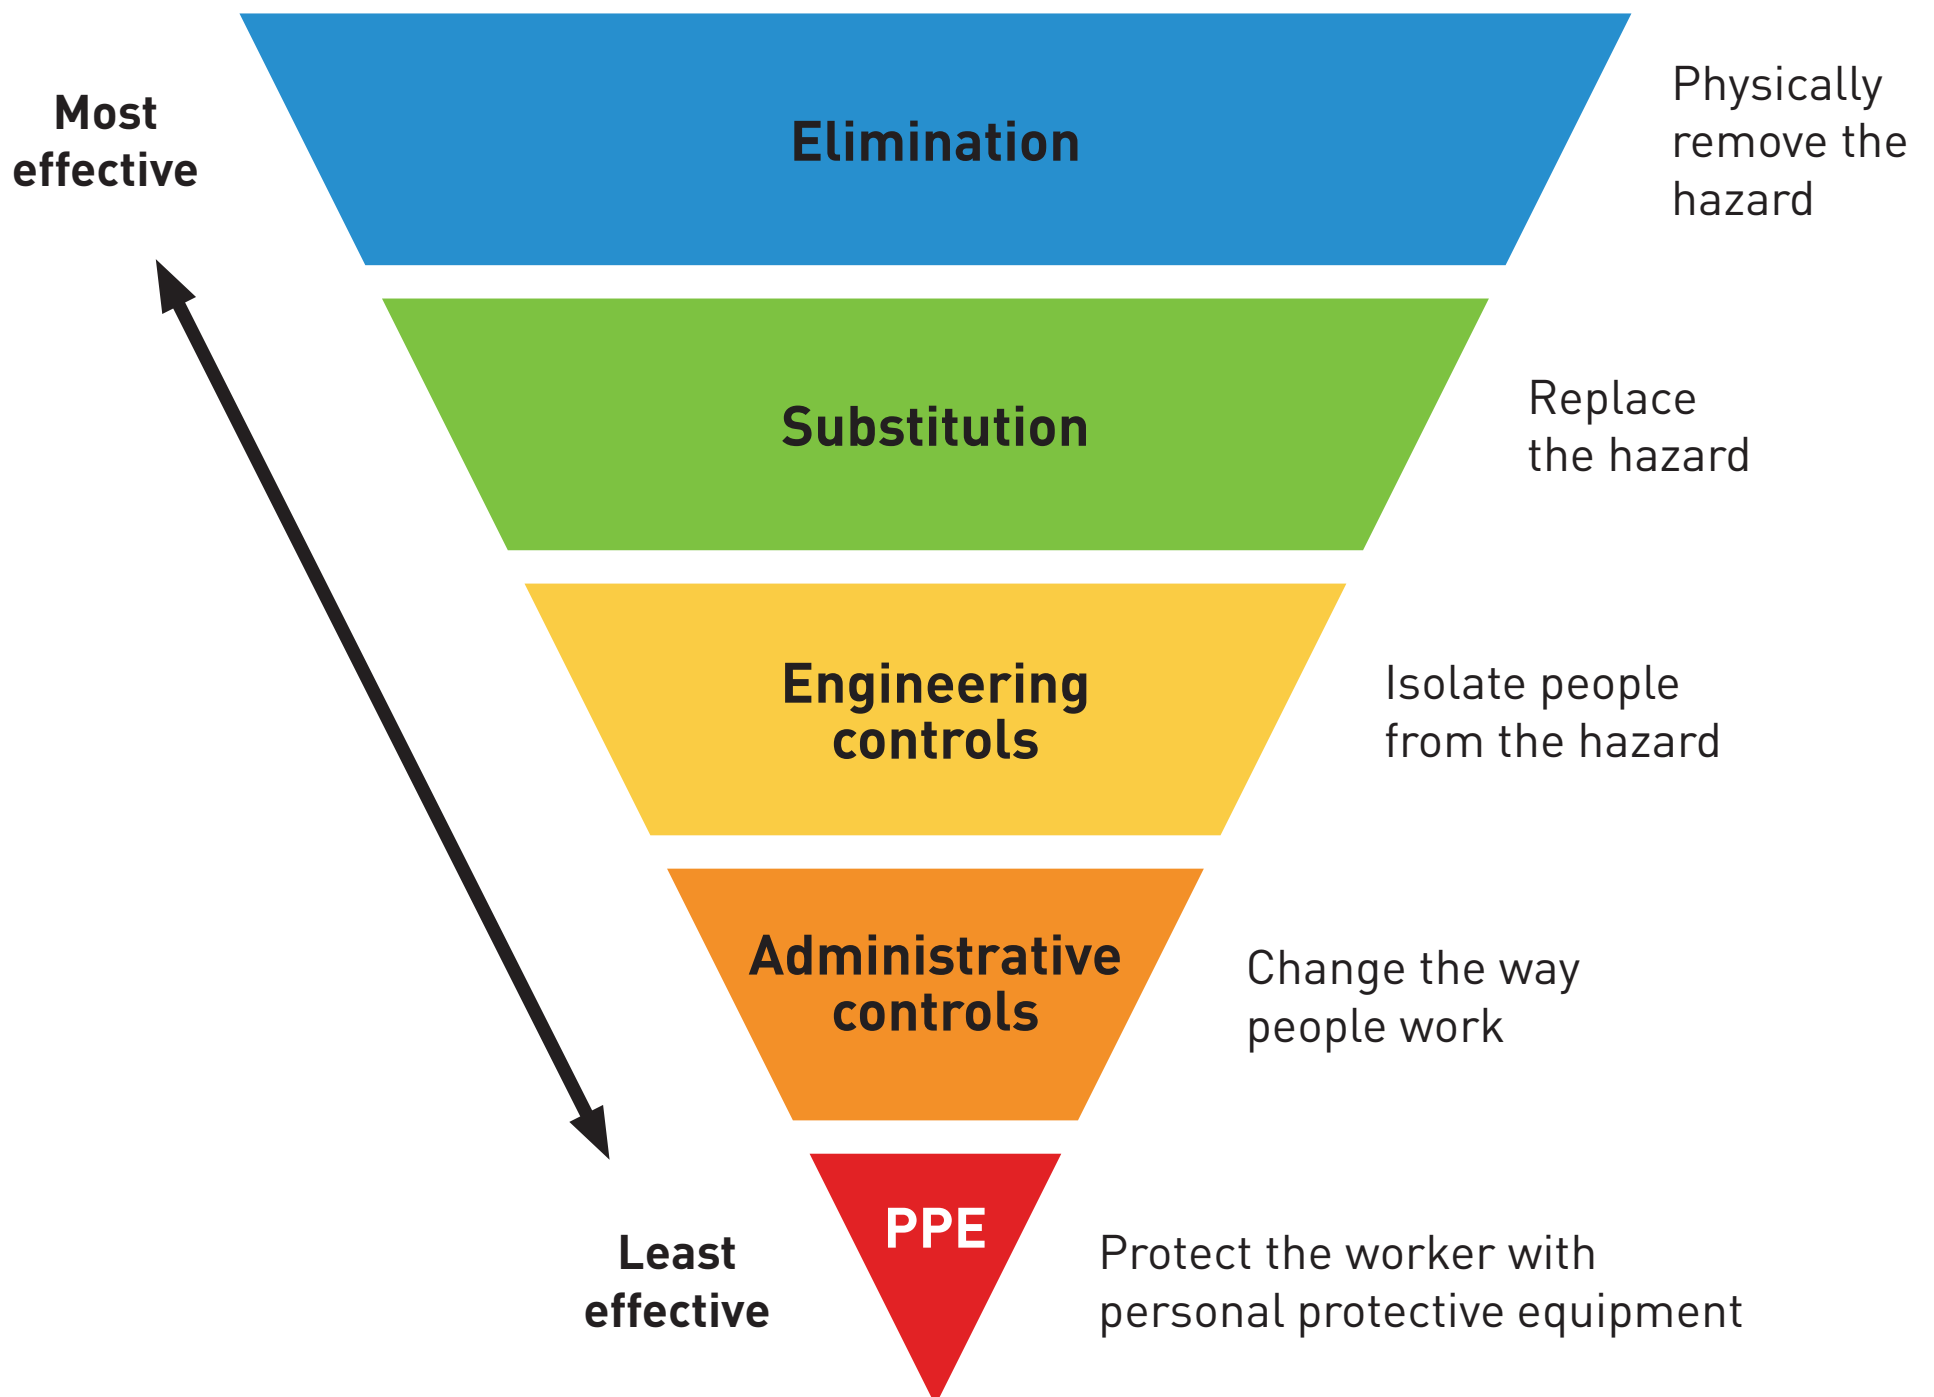 Most
effective
Elimination
Physically
remove the
hazard
Substitution
Replace
the hazard
Engineering
controls
Isolate people
from the hazard
Administrative
controls
Change the way
people work
PPE
Least
effective
Protect the worker with
personal protective equipment